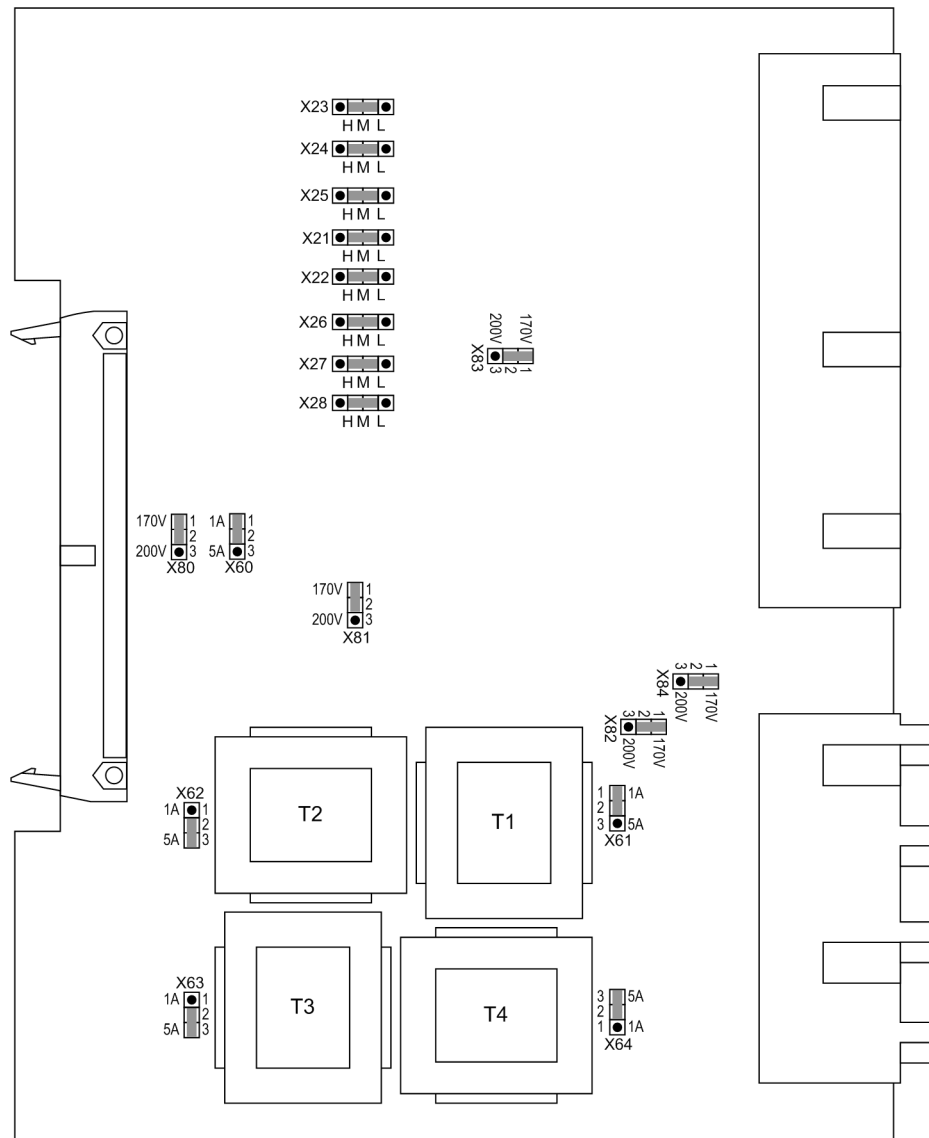 X23
H M L
X24
H M L
X25
H M L
X21
H M L
X22
H M L
X26
H M L
X27
H M L
X28
H M L
200V 170V
X83
3 2 1
170V 1
2
200V 3
X80
1A 1
2
5A 3
X60
170V 1
2
200V 3
X81
X84
3 2 1
200V 170V
X82
3 2 1
200V 170V
X62
1A 1
2
5A 3
T2
T1
1 1A
2
3 5A
X61
X63
1A 1
2
5A 3
T3
T4
3 5A
2
1 1A
X64